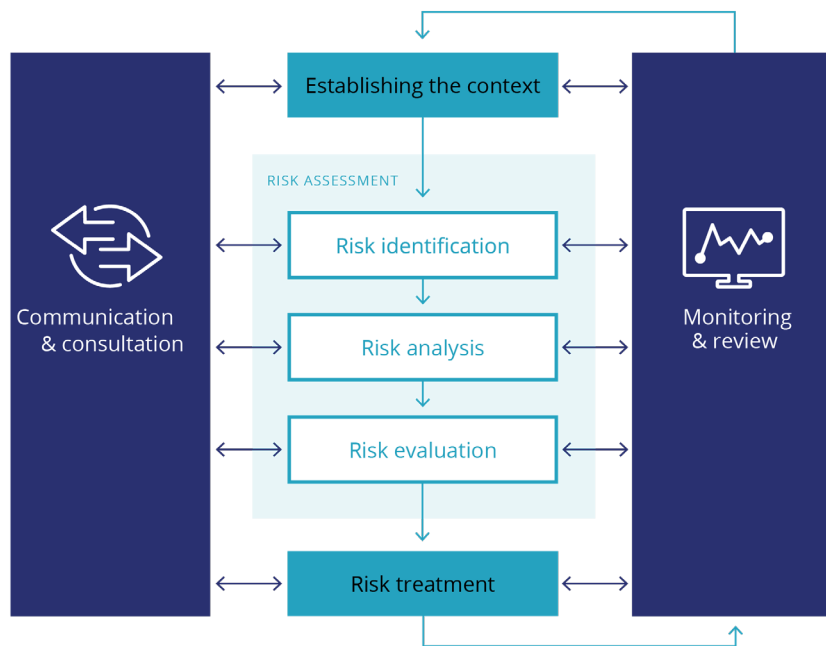 Establishing the context
RISK ASSESSMENT
Risk identification
Communication
& consultation
Monitoring
& review
Risk analysis
Risk evaluation
Risk treatment